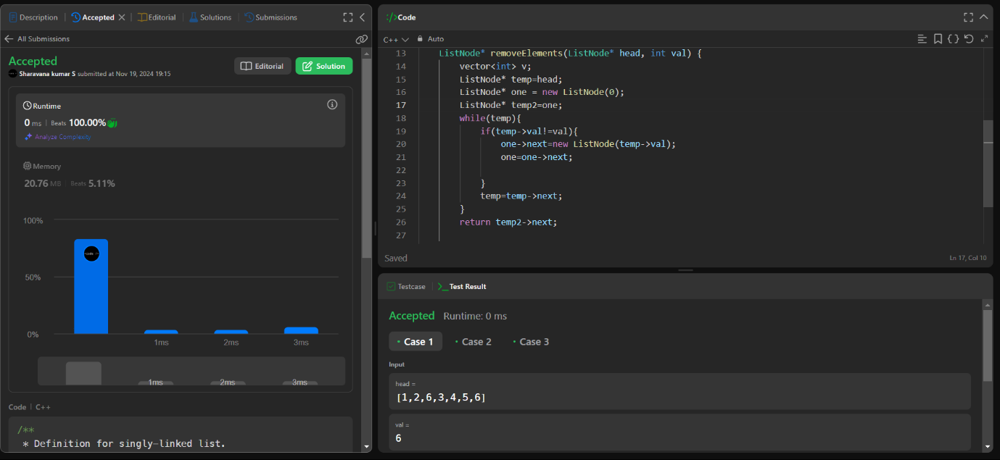 Description Accepted Editorial Solutions Submissions
All Submissions
Accepted
Sharavana kumar S submitted at Nov 19, 2024 19:15
Editorial Solution
Runtime
0 ms Beats 100.00%
Analyze Complexity
Memory
20.76 MB Beats 5.11%
100%
50%
0%
1ms 2ms 3ms
1ms 2ms 3ms
Code C++
/**
* Definition for singly-linked list.
</>Code
C++ Auto
13 ListNode* removeElements(ListNode* head, int val) {
14 vector<int> v;
15 ListNode* temp=head;
16 ListNode* one = new ListNode(0);
17 ListNode* temp2=one;
18 while(temp){
19 if(temp->val!=val){
20 one->next=new ListNode(temp->val);
21 one=one->next;
22
23 }
24 temp=temp->next;
25 }
26 return temp2->next;
27
Saved Ln 17, Col 10
Testcase >_Test Result
Accepted Runtime: 0 ms
• Case 1 • Case 2 • Case 3
Input
head =
[1,2,6,3,4,5,6]
val =
6